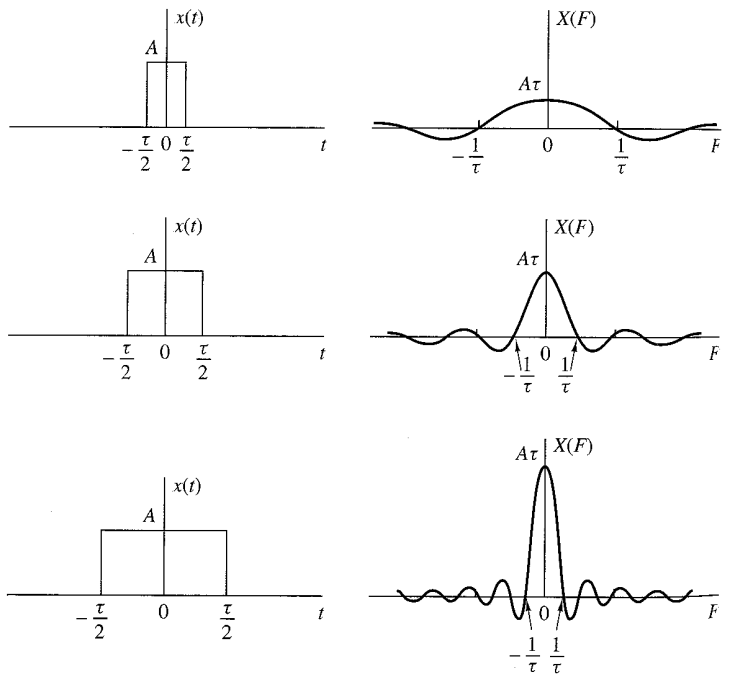 x(t)
A
-τ/2 0 τ/2 t
X(F)
Aτ
-1/τ 0 1/τ F
x(t)
A
-τ/2 0 τ/2 t
X(F)
Aτ
0 F
-1/τ 1/τ
x(t)
A
-τ/2 0 τ/2 t
X(F)
Aτ
0 F
-1/τ 1/τ